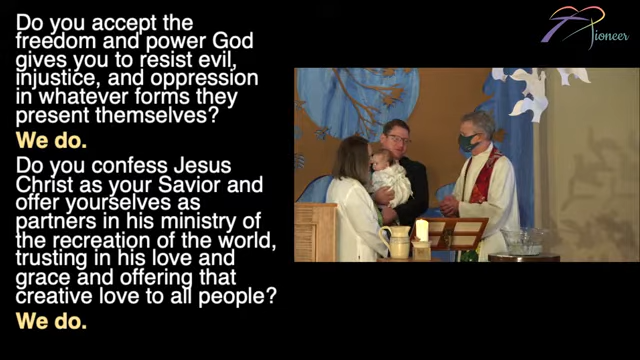 Do you accept the
freedom and power God
gives you to resist evil,
injustice, and oppression
in whatever forms they
present themselves?
We do.
Do you confess Jesus
Christ as your Savior and
offer yourselves as
partners in his ministry of
the recreation of the world,
trusting in his love and
grace and offering that
creative love to all people?
We do.
Pioneer